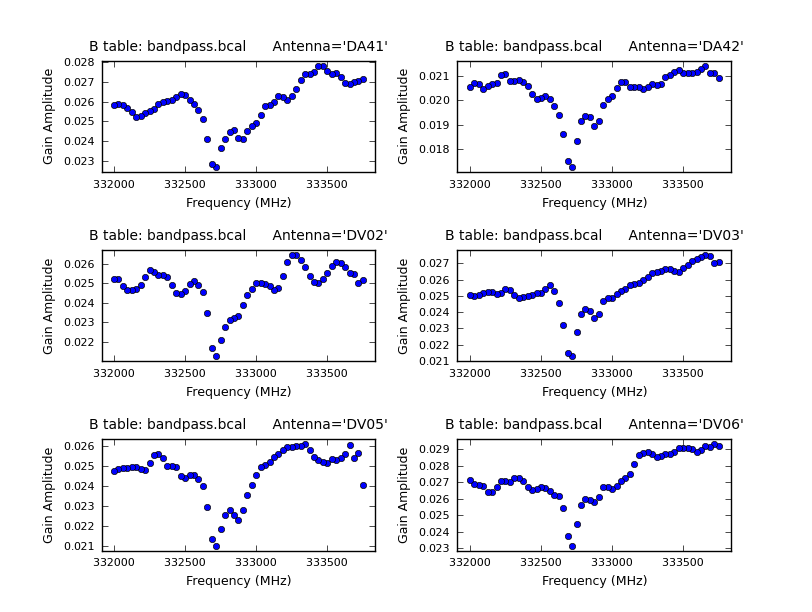 B table: bandpass.bcal Antenna='DA41'
B table: bandpass.bcal Antenna='DA42'
Gain Amplitude
0.028
0.027
0.026
0.025
0.024
0.023
332000 332500 333000 333500
Frequency (MHz)
Gain Amplitude
0.021
0.020
0.019
0.018
332000 332500 333000 333500
Frequency (MHz)
B table: bandpass.bcal Antenna='DV02'
B table: bandpass.bcal Antenna='DV03'
Gain Amplitude
0.026
0.025
0.024
0.023
0.022
332000 332500 333000 333500
Frequency (MHz)
Gain Amplitude
0.027
0.026
0.025
0.024
0.023
0.022
0.021
332000 332500 333000 333500
Frequency (MHz)
B table: bandpass.bcal Antenna='DV05'
B table: bandpass.bcal Antenna='DV06'
Gain Amplitude
0.026
0.025
0.024
0.023
0.022
0.021
332000 332500 333000 333500
Frequency (MHz)
Gain Amplitude
0.029
0.028
0.027
0.026
0.025
0.024
0.023
332000 332500 333000 333500
Frequency (MHz)